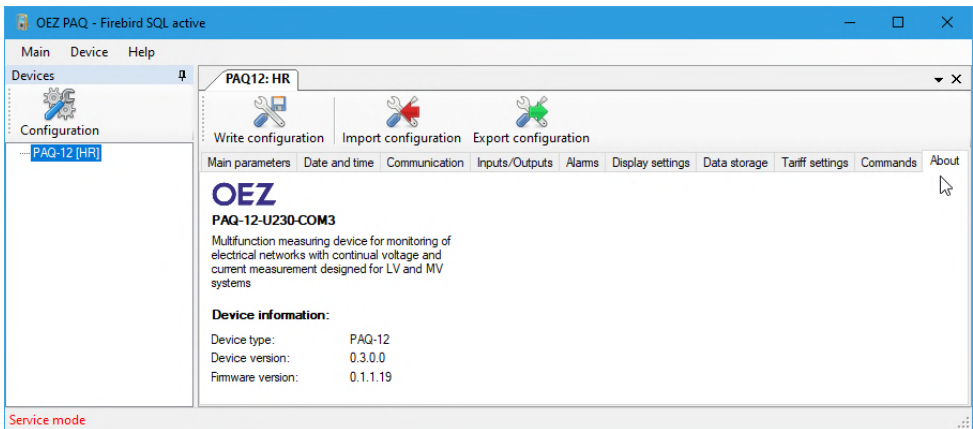 OEZ PAQ - Firebird SQL active
Main Device Help
Devices
Configuration
PAQ-12 [HR]
PAQ12: HR
Write configuration Import configuration Export configuration
Main parameters Date and time Communication Inputs/Outputs Alarms Display settings Data storage Tariff settings Commands About
OEZ
PAQ-12-U230-COM3
Multifunction measuring device for monitoring of
electrical networks with continual voltage and
current measurement designed for LV and MV
systems
Device information:
Device type: PAQ-12
Device version: 0.3.0.0
Firmware version: 0.1.1.19
Service mode